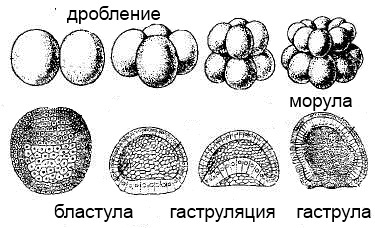 дробление
морула
бластула гаструляция гаструла